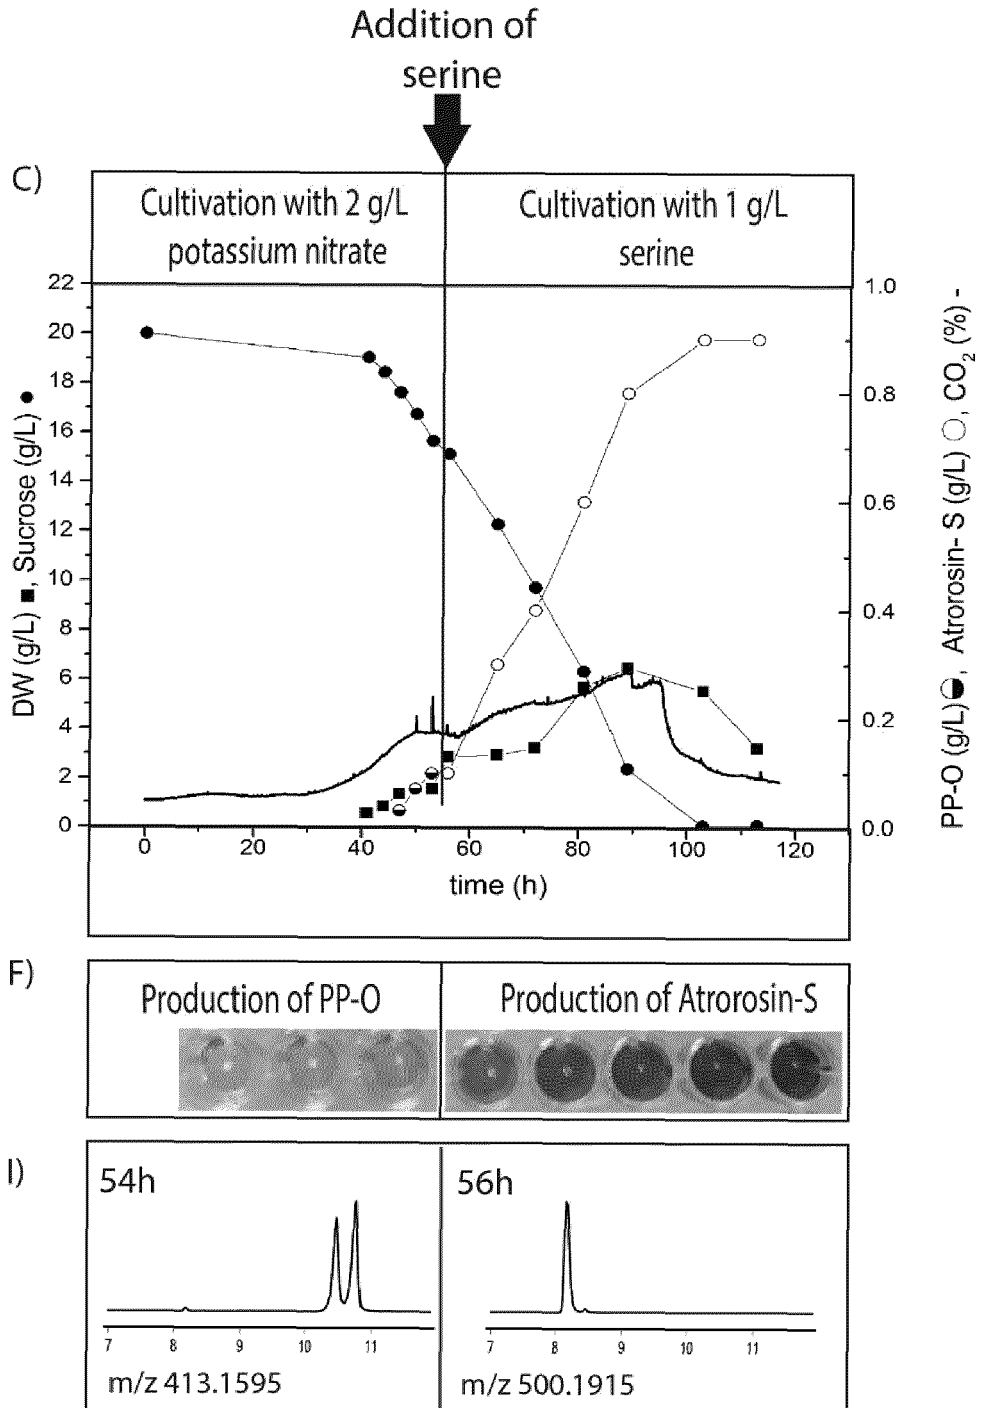 Addition of
serine
C)
Cultivation with 2 g/L
potassium nitrate
Cultivation with 1 g/L
serine
22
20
18
16
14
12
10
8
6
4
2
0
DW (g/L) ■, Sucrose (g/L) ●
1.0
0.8
0.6
0.4
0.2
0.0
PP-O (g/L) ◒, Atrorosin- S (g/L) ○, CO₂ (%) -
0 20 40 60 80 100 120
time (h)
F)
Production of PP-O
Production of Atrorosin-S
I)
54h
7 8 9 10 11
m/z 413.1595
56h
7 8 9 10 11
m/z 500.1915